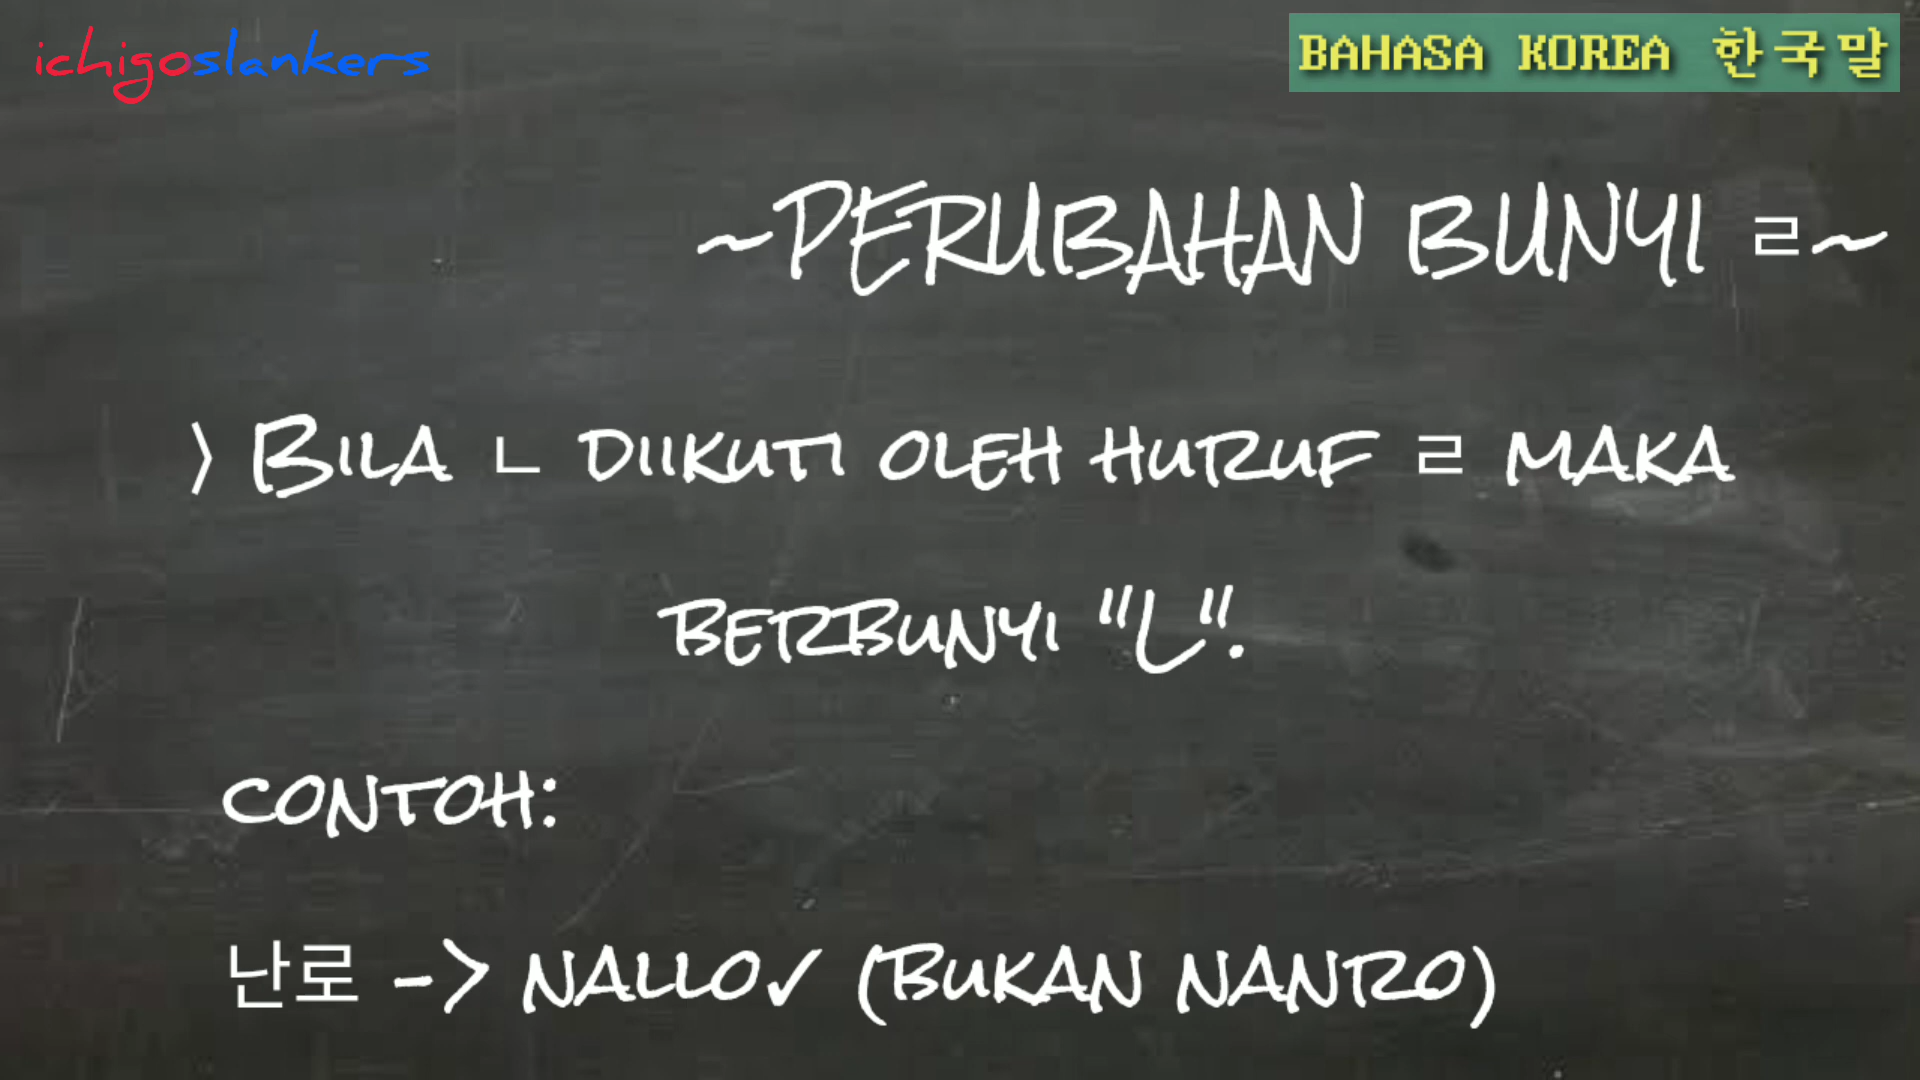 ichigoslankers
BAHASA KOREA 한국말
~PERUBAHAN BUNYI ㄹ~
> BILA ㄴ DIIKUTI OLEH HURUF ㄹ MAKA
BERBUNYI "L".
CONTOH:
난로 -> NALLO✓ (BUKAN NANRO)